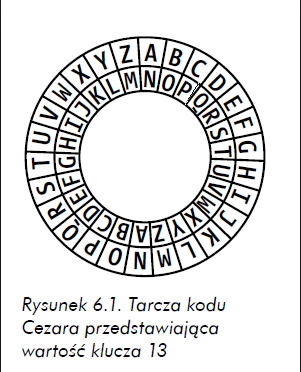 A B C D E F G H I J K L M N O P Q R S T U V W X Y Z
N O P Q R S T U V W X Y Z A B C D E F G H I J K L M
Rysunek 6.1. Tarcza kodu
Cezara przedstawiająca
wartość klucza 13